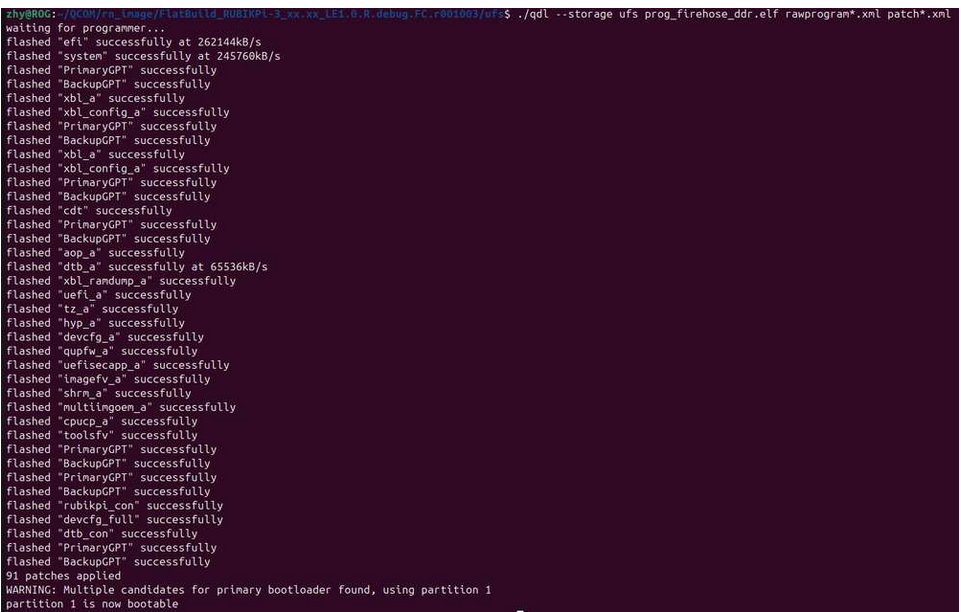 zhy@ROG:~/QCOM/rn_image/FlatBuild_RUBIKPi-3_xx.xx_LE1.0.R.debug.FC.r001003/ufs$ ./qdl --storage ufs prog_firehose_ddr.elf rawprogram*.xml patch*.xml
waiting for programmer...
flashed "efi" successfully at 262144kB/s
flashed "system" successfully at 245760kB/s
flashed "PrimaryGPT" successfully
flashed "BackupGPT" successfully
flashed "xbl_a" successfully
flashed "xbl_config_a" successfully
flashed "PrimaryGPT" successfully
flashed "BackupGPT" successfully
flashed "xbl_a" successfully
flashed "xbl_config_a" successfully
flashed "PrimaryGPT" successfully
flashed "BackupGPT" successfully
flashed "cdt" successfully
flashed "PrimaryGPT" successfully
flashed "BackupGPT" successfully
flashed "aop_a" successfully
flashed "dtb_a" successfully at 65536kB/s
flashed "xbl_ramdump_a" successfully
flashed "uefi_a" successfully
flashed "tz_a" successfully
flashed "hyp_a" successfully
flashed "devcfg_a" successfully
flashed "qupfw_a" successfully
flashed "uefisecapp_a" successfully
flashed "imagefv_a" successfully
flashed "shrm_a" successfully
flashed "multiimgoem_a" successfully
flashed "cpucp_a" successfully
flashed "toolsfv" successfully
flashed "PrimaryGPT" successfully
flashed "BackupGPT" successfully
flashed "PrimaryGPT" successfully
flashed "BackupGPT" successfully
flashed "rubikpi_con" successfully
flashed "devcfg_full" successfully
flashed "dtb_con" successfully
flashed "PrimaryGPT" successfully
flashed "BackupGPT" successfully
91 patches applied
WARNING: Multiple candidates for primary bootloader found, using partition 1
partition 1 is now bootable